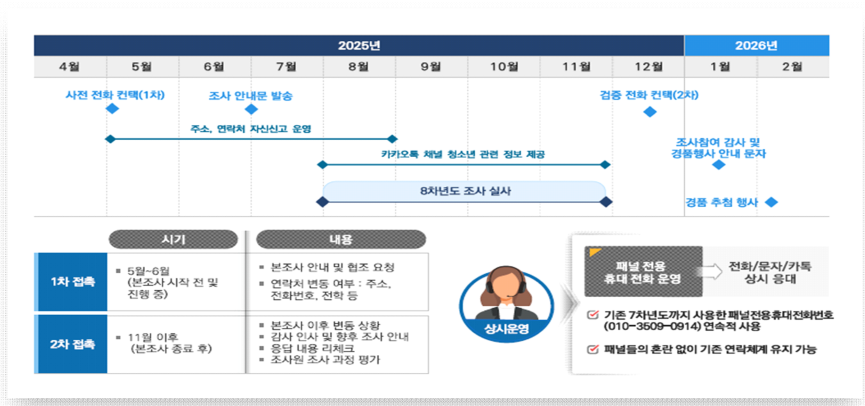 2025년
2026년
4월 5월 6월 7월 8월 9월 10월 11월 12월 1월 2월
사전 전화 컨택(1차)
조사 안내문 발송
검증 전화 컨택(2차)
주소, 연락처 자신신고 운영
카카오톡 채널 청소년 관련 정보 제공
조사참여 감사 및
경품행사 안내 문자
8차년도 조사 실사
경품 추첨 행사
시기
내용
1차 접촉
5월~6월
(본조사 시작 전 및
진행 중)
본조사 안내 및 협조 요청
연락처 변동 여부 : 주소,
전화번호, 전학 등
2차 접촉
11월 이후
(본조사 종료 후)
본조사 이후 변동 상황
감사 인사 및 향후 조사 안내
응답 내용 리체크
조사원 조사 과정 평가
상시운영
패널 전용
휴대 전화 운영
전화/문자/카톡
상시 응대
기존 7차년도까지 사용한 패널전용휴대전화번호
(010-3509-0914) 연속적 사용
패널들의 혼란 없이 기존 연락체계 유지 가능